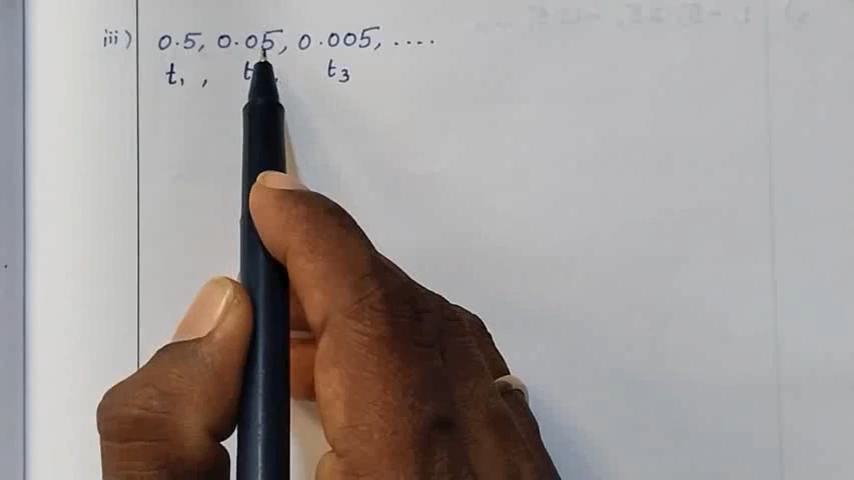 iii) 0.5, 0.05, 0.005, ....
t₁ , t , t₃